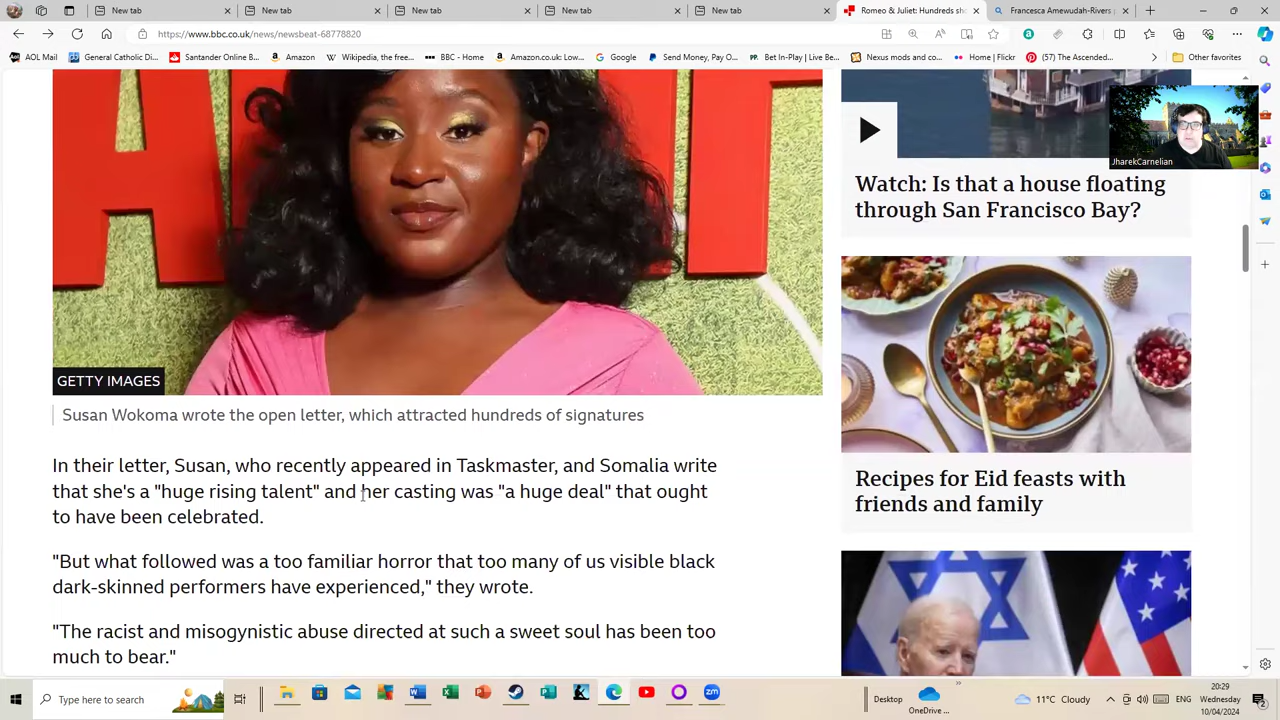 New tab
New tab
New tab
New tab
New tab
Romeo & Juliet: Hundreds sh
Francesca Amewudah-Rivers
https://www.bbc.co.uk/news/newsbeat-68778820
AOL Mail
General Catholic Di...
Santander Online B...
Amazon
Wikipedia, the free...
BBC - Home
Amazon.co.uk: Low...
Google
Send Money, Pay O...
Bet In-Play | Live Be...
Nexus mods and co...
Home | Flickr
(57) The Ascended...
Other favorites
JharekCarnelian
Watch: Is that a house floating
through San Francisco Bay?
GETTY IMAGES
Susan Wokoma wrote the open letter, which attracted hundreds of signatures
In their letter, Susan, who recently appeared in Taskmaster, and Somalia write
that she's a "huge rising talent" and her casting was "a huge deal" that ought
to have been celebrated.
"But what followed was a too familiar horror that too many of us visible black
dark-skinned performers have experienced," they wrote.
"The racist and misogynistic abuse directed at such a sweet soul has been too
much to bear."
Recipes for Eid feasts with
friends and family
Type here to search
Desktop
OneDrive ...
11°C Cloudy
ENG
20:29
Wednesday
10/04/2024